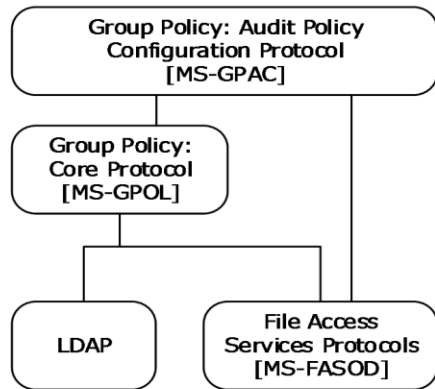 Group Policy: Audit Policy
Configuration Protocol
[MS-GPAC]
Group Policy:
Core Protocol
[MS-GPOL]
LDAP
File Access
Services Protocols
[MS-FASOD]